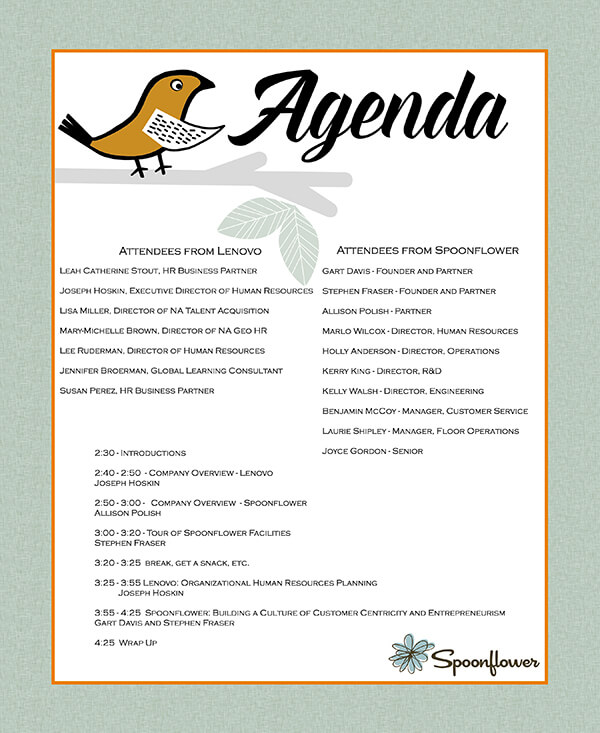 Agenda
Attendees from Lenovo
Leah Catherine Stout, HR Business Partner
Joseph Hoskin, Executive Director of Human Resources
Lisa Miller, Director of NA Talent Acquisition
Mary-Michelle Brown, Director of NA Geo HR
Lee Ruderman, Director of Human Resources
Jennifer Broerman, Global Learning Consultant
Susan Perez, HR Business Partner
Attendees from Spoonflower
Gart Davis - Founder and Partner
Stephen Fraser - Founder and Partner
Allison Polish - Partner
Marlo Wilcox - Director, Human Resources
Holly Anderson - Director, Operations
Kerry King - Director, R&D
Kelly Walsh - Director, Engineering
Benjamin McCoy - Manager, Customer Service
Laurie Shipley - Manager, Floor Operations
Joyce Gordon - Senior
2:30 - Introductions
2:40 - 2:50 - Company Overview - Lenovo
Joseph Hoskin
2:50 - 3:00 - Company Overview - Spoonflower
Allison Polish
3:00 - 3:20 - Tour of Spoonflower Facilities
Stephen Fraser
3:20 - 3:25 break, get a snack, etc.
3:25 - 3:55 Lenovo: Organizational Human Resources Planning
Joseph Hoskin
3:55 - 4:25 Spoonflower: Building a Culture of Customer Centricity and Entrepreneurism
Gart Davis and Stephen Fraser
4:25 Wrap Up
Spoonflower